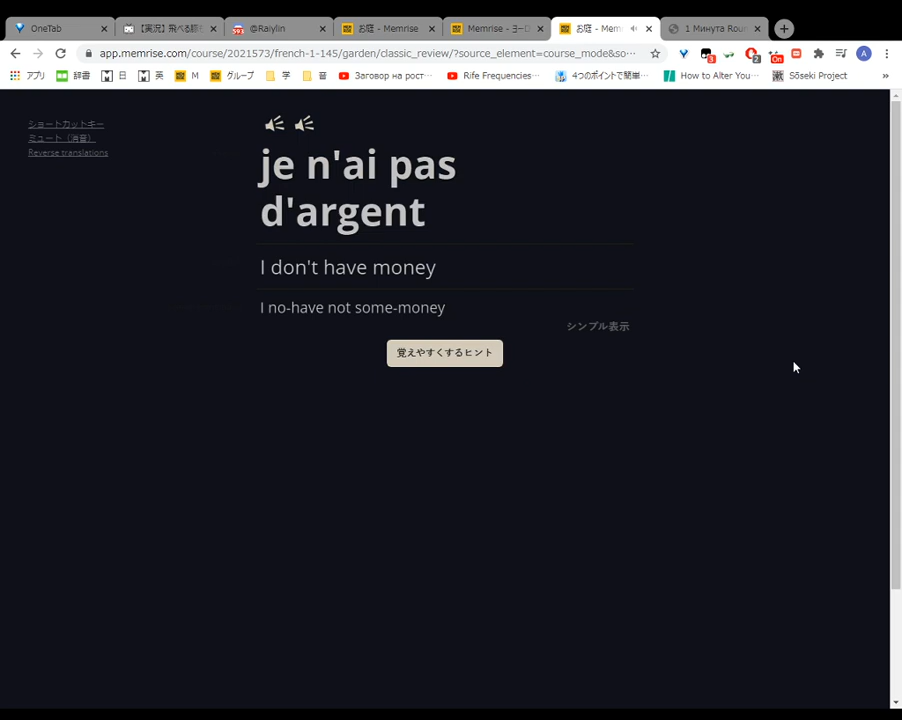 OneTab
【実況】飛べる豚
@Raiylin
お庭 - Memrise
Memrise - ヨーロ
お庭 - Mem
1 Минута Roun
app.memrise.com/course/2021573/french-1-145/garden/classic_review/?source_element=course_mode&so…
アプリ
辞書
日
英
M
グループ
学
音
Заговор на рост…
Rife Frequencies…
4つのポイントで簡単…
How to Alter You…
Sōseki Project
»
ショートカットキー
ミュート（消音）
Reverse translations
je n'ai pas
d'argent
I don't have money
I no-have not some-money
シンプル表示
覚えやすくするヒント